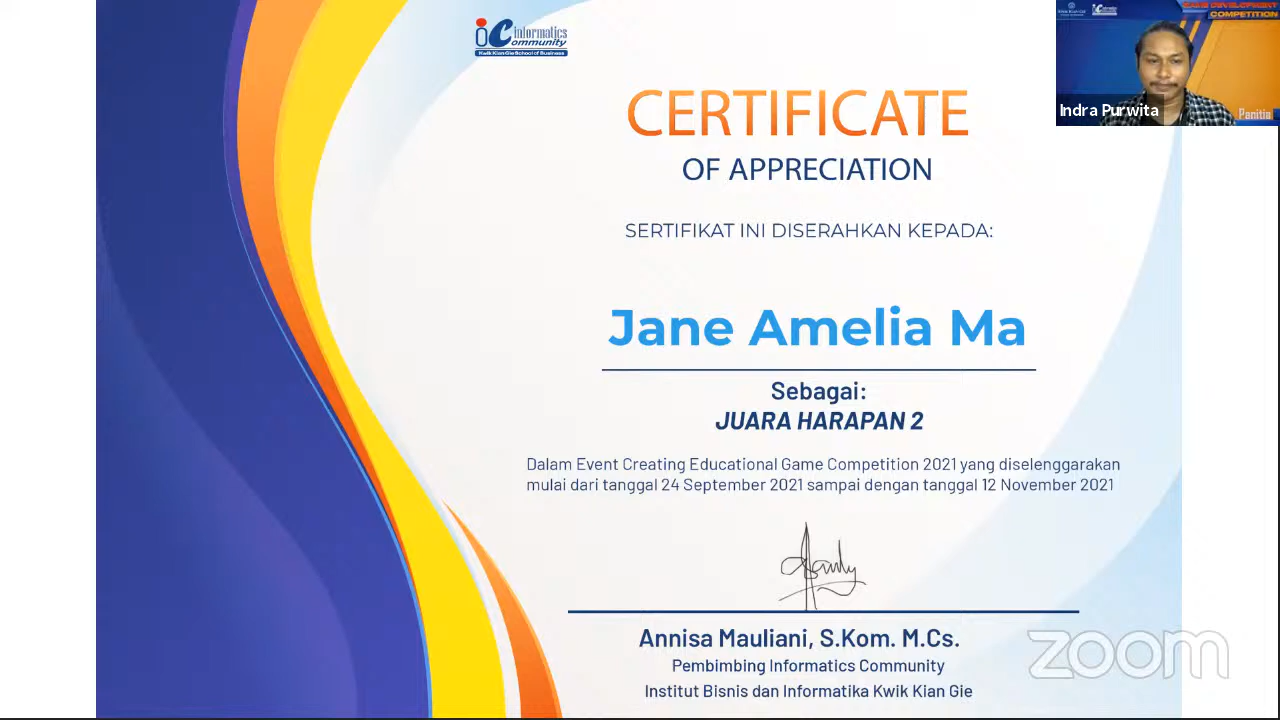 informatics
Community
Kwik Kian Gie School of Business
GAME DEVELOPMENT
COMPETITION
Indra Purwita
Panitia
CERTIFICATE
OF APPRECIATION
SERTIFIKAT INI DISERAHKAN KEPADA:
Jane Amelia Ma
Sebagai:
JUARA HARAPAN 2
Dalam Event Creating Educational Game Competition 2021 yang diselenggarakan
mulai dari tanggal 24 September 2021 sampai dengan tanggal 12 November 2021
Annisa Mauliani, S.Kom. M.Cs.
Pembimbing Informatics Community
Institut Bisnis dan Informatika Kwik Kian Gie
zoom